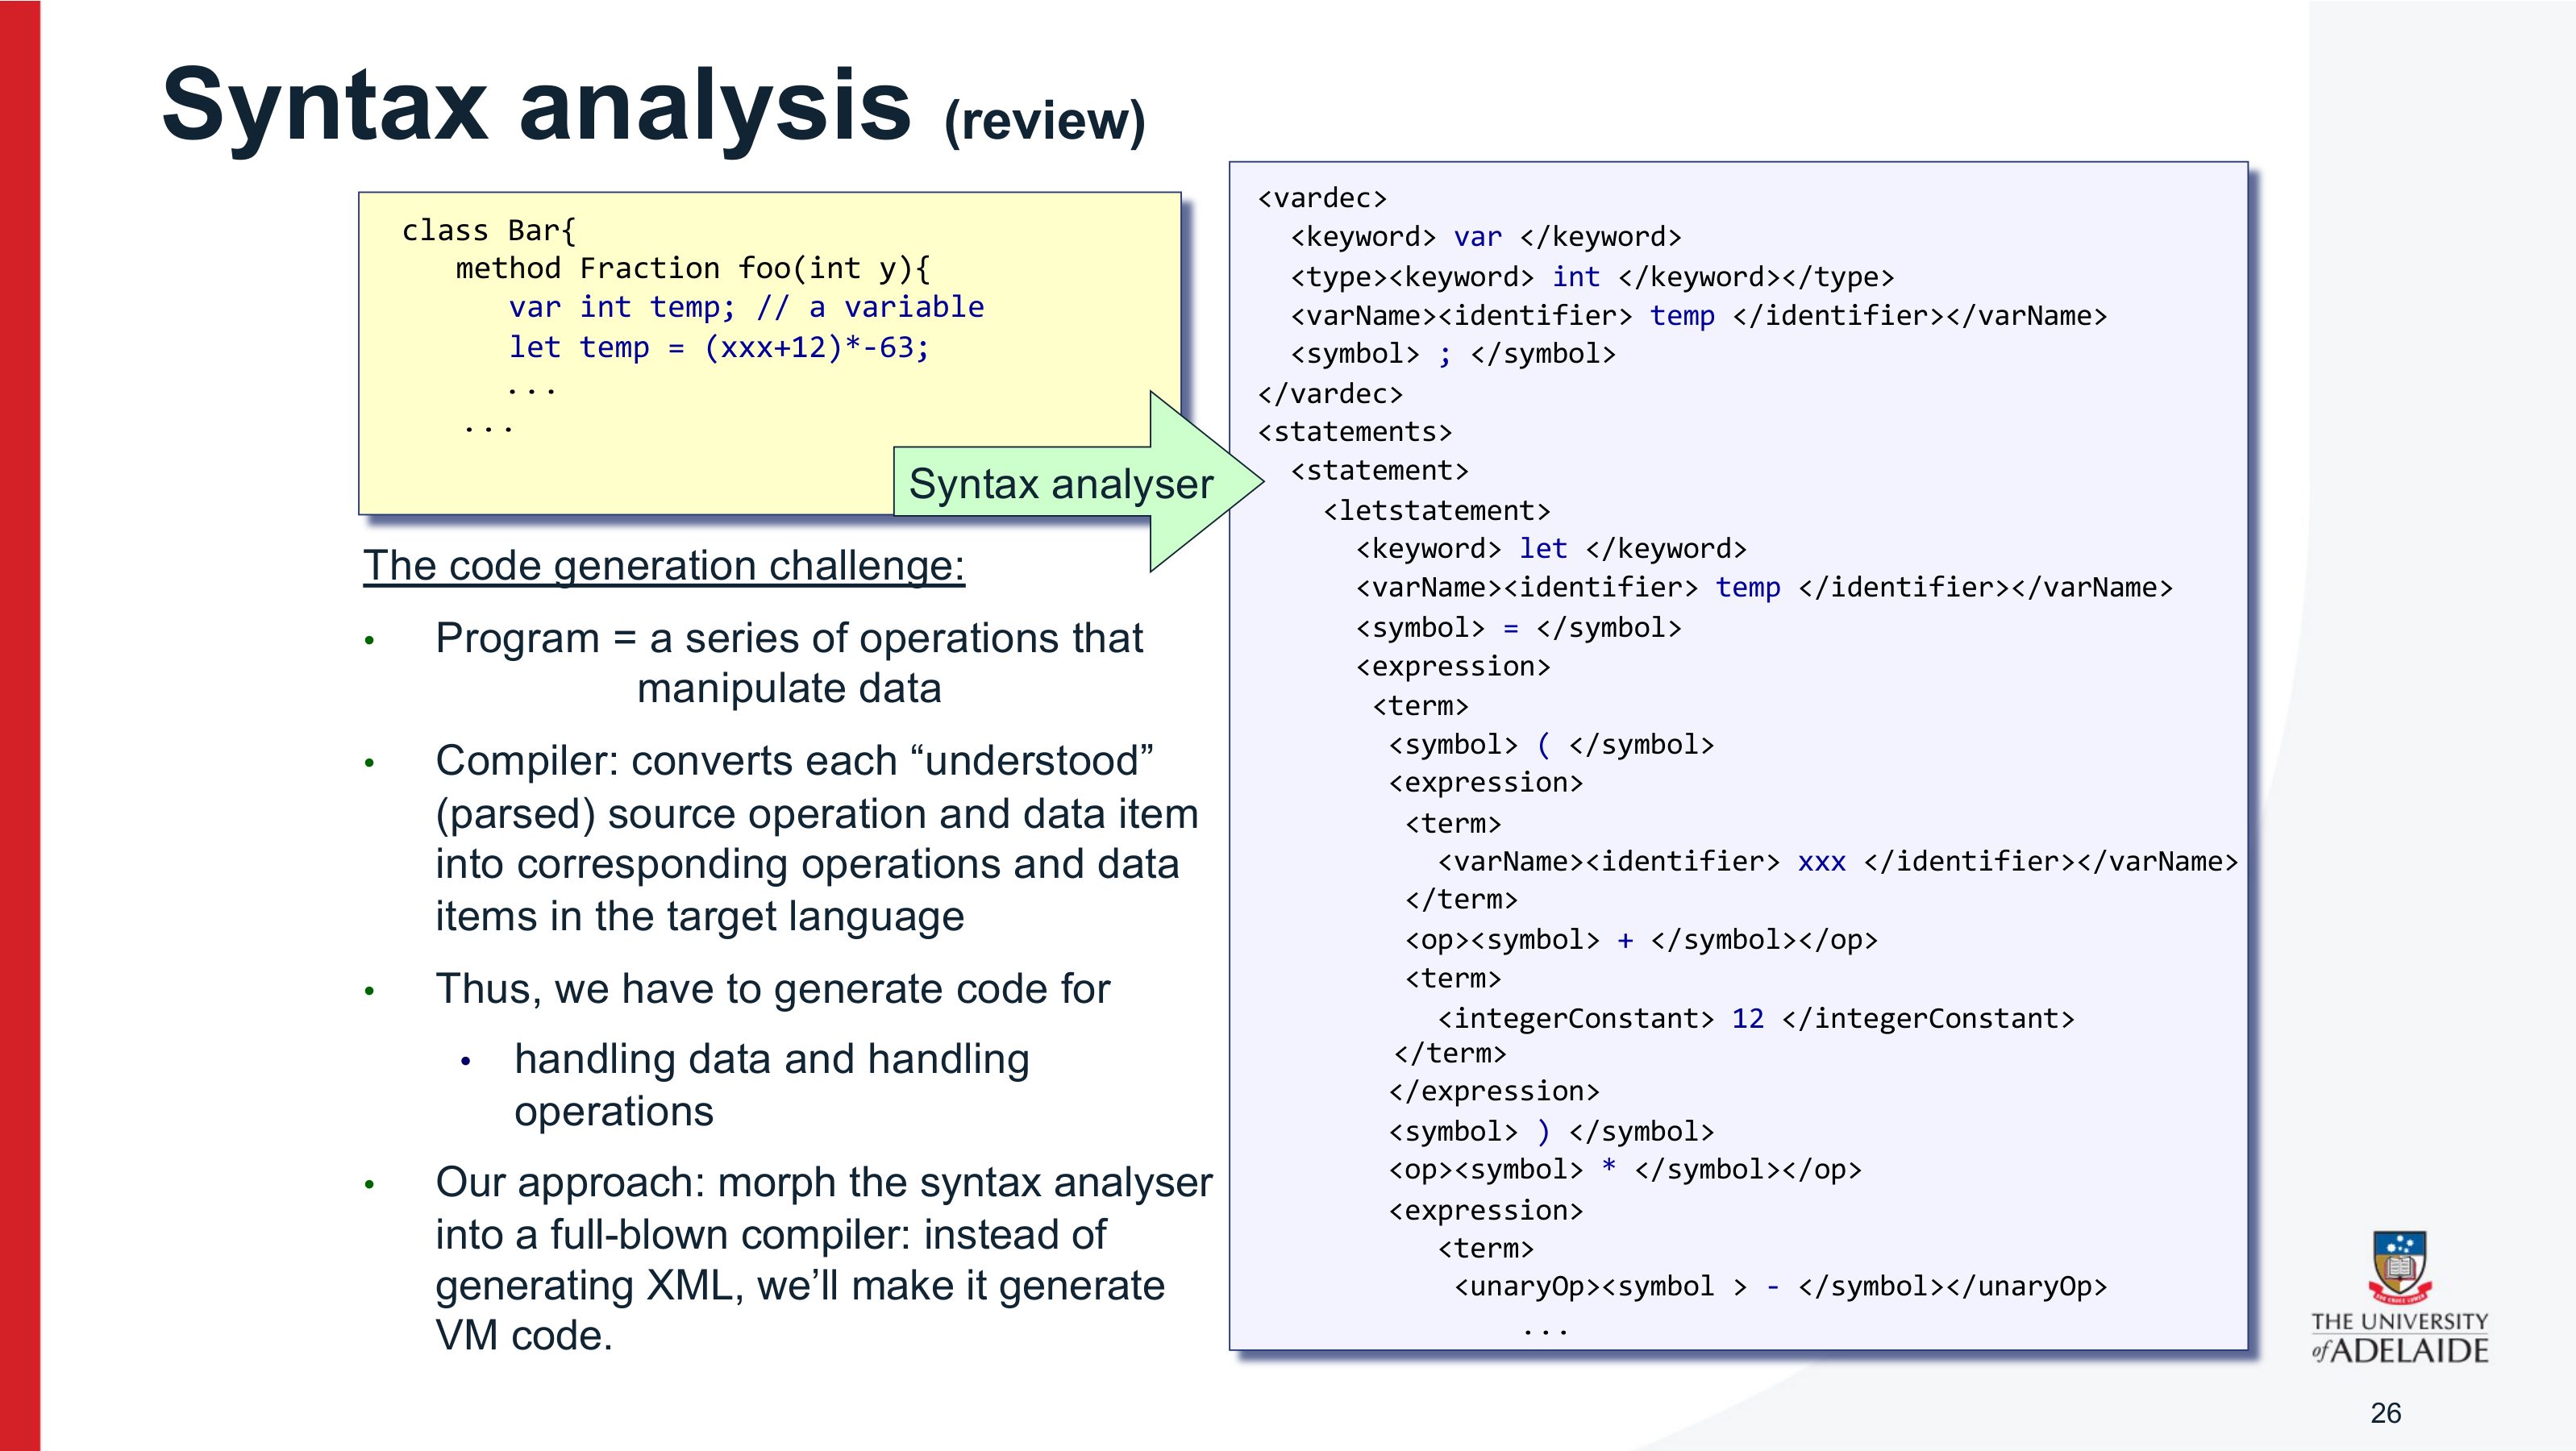 Syntax analysis (review)
class Bar{
method Fraction foo(int y){
var int temp; // a variable
let temp = (xxx+12)*-63;
...
...
Syntax analyser
The code generation challenge:
• Program = a series of operations that
manipulate data
• Compiler: converts each “understood”
(parsed) source operation and data item
into corresponding operations and data
items in the target language
• Thus, we have to generate code for
• handling data and handling
operations
• Our approach: morph the syntax analyser
into a full-blown compiler: instead of
generating XML, we’ll make it generate
VM code.
<vardec>
<keyword> var </keyword>
<type><keyword> int </keyword></type>
<varName><identifier> temp </identifier></varName>
<symbol> ; </symbol>
</vardec>
<statements>
<statement>
<letstatement>
<keyword> let </keyword>
<varName><identifier> temp </identifier></varName>
<symbol> = </symbol>
<expression>
<term>
<symbol> ( </symbol>
<expression>
<term>
<varName><identifier> xxx </identifier></varName>
</term>
<op><symbol> + </symbol></op>
<term>
<integerConstant> 12 </integerConstant>
</term>
</expression>
<symbol> ) </symbol>
<op><symbol> * </symbol></op>
<expression>
<term>
<unaryOp><symbol > - </symbol></unaryOp>
...
THE UNIVERSITY
of ADELAIDE
26